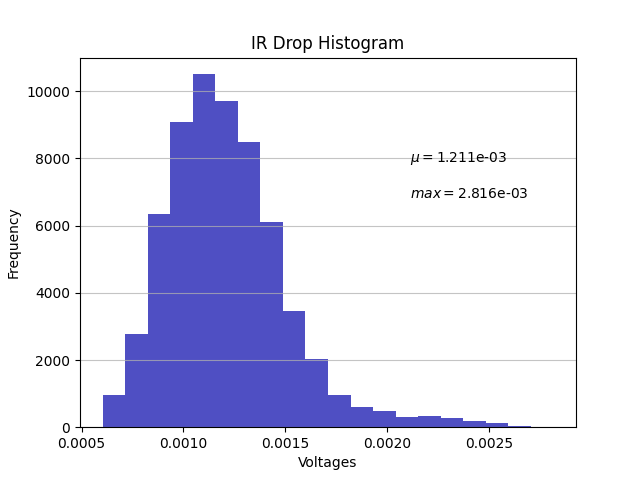 IR Drop Histogram
10000
8000
6000
4000
2000
0
Frequency
μ = 1.211e-03
max = 2.816e-03
0.0005 0.0010 0.0015 0.0020 0.0025
Voltages